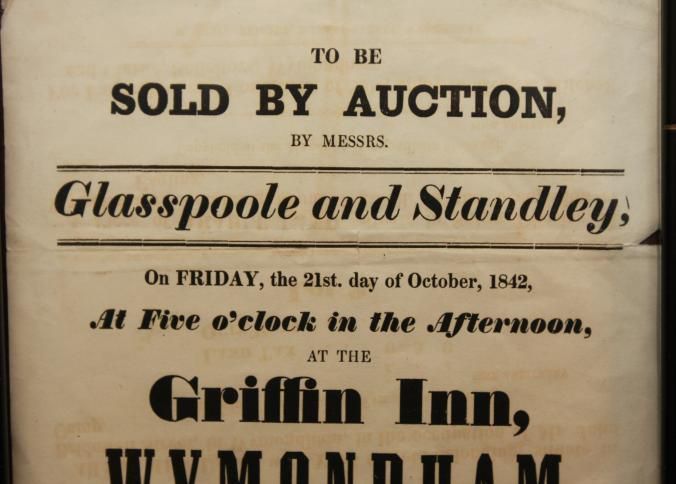 TO BE
SOLD BY AUCTION,
BY MESSRS.
Glasspoole and Standley,
On FRIDAY, the 21st. day of October, 1842,
At Five o'clock in the Afternoon,
AT THE
Griffin Inn,
WYMONDHAM